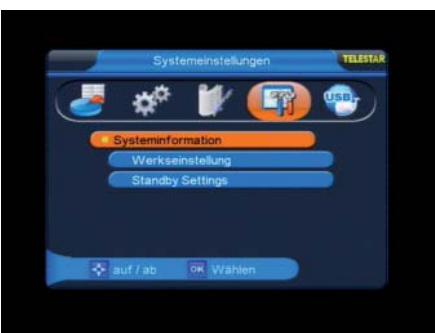 Systemeinstellungen
TELESTAR
USB
Systeminformation
Werkseinstellung
Standby Settings
auf / ab
OK Wählen